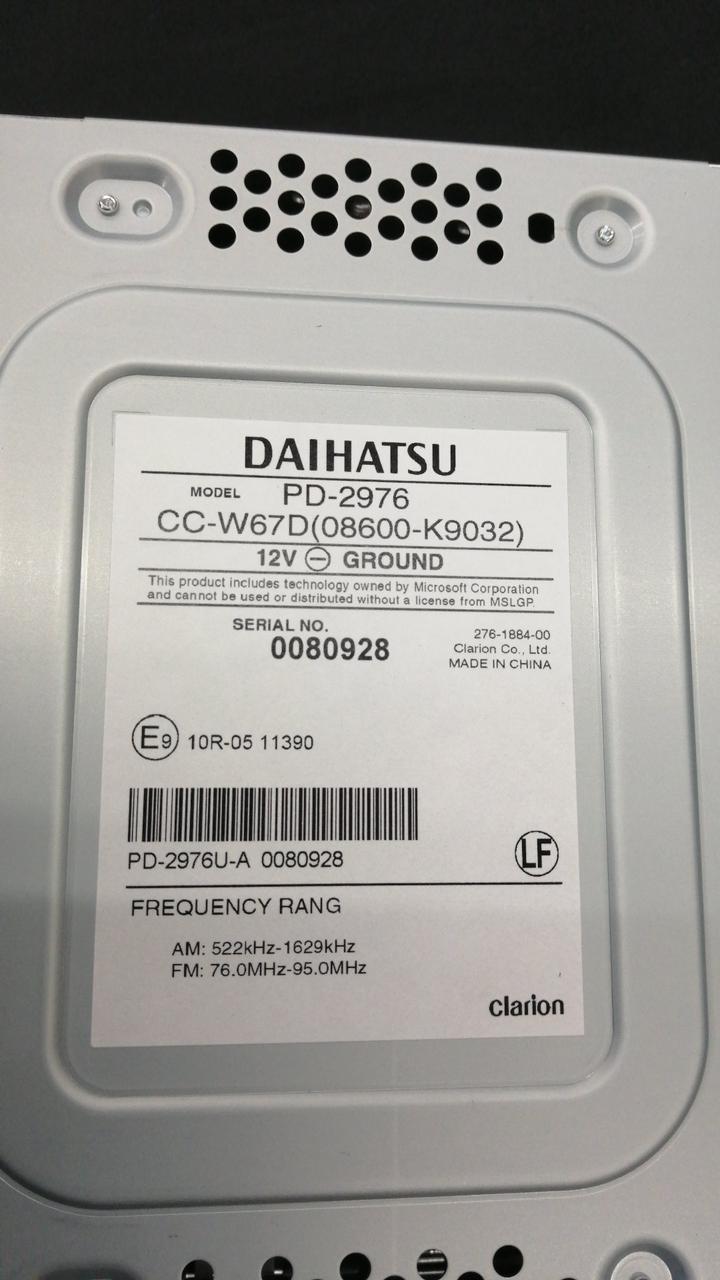 DAIHATSU
MODEL PD-2976
CC-W67D(08600-K9032)
12V ⊖ GROUND
This product includes technology owned by Microsoft Corporation
and cannot be used or distributed without a license from MSLGP.
SERIAL NO.
0080928
276-1884-00
Clarion Co., Ltd.
MADE IN CHINA
E9 10R-05 11390
PD-2976U-A 0080928
LF
FREQUENCY RANG
AM: 522kHz-1629kHz
FM: 76.0MHz-95.0MHz
clarion